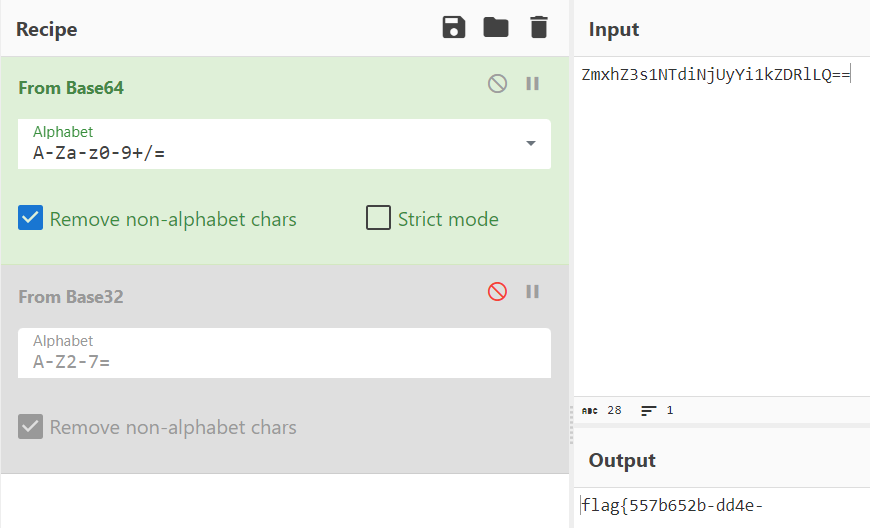 Recipe
From Base64
Alphabet
A-Za-z0-9+/=
Remove non-alphabet chars
Strict mode
From Base32
Alphabet
A-Z2-7=
Remove non-alphabet chars
Input
ZmxhZ3s1NTdiNjUyYi1kZDRlLQ==
ABC 28 1
Output
flag{557b652b-dd4e-